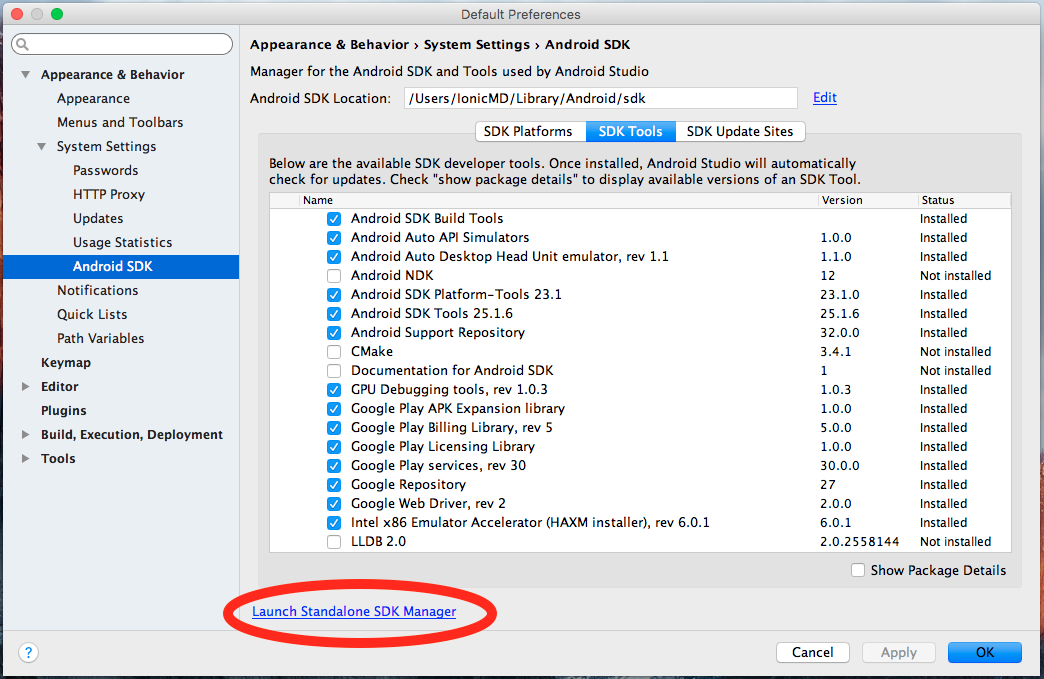 Default Preferences
Appearance & Behavior
Appearance
Menus and Toolbars
System Settings
Passwords
HTTP Proxy
Updates
Usage Statistics
Android SDK
Notifications
Quick Lists
Path Variables
Keymap
Editor
Plugins
Build, Execution, Deployment
Tools
Appearance & Behavior › System Settings › Android SDK
Manager for the Android SDK and Tools used by Android Studio
Android SDK Location: /Users/IonicMD/Library/Android/sdk Edit
SDK Platforms SDK Tools SDK Update Sites
Below are the available SDK developer tools. Once installed, Android Studio will automatically
check for updates. Check "show package details" to display available versions of an SDK Tool.
Name Version Status
Android SDK Build Tools Installed
Android Auto API Simulators 1.0.0 Installed
Android Auto Desktop Head Unit emulator, rev 1.1 1.1.0 Installed
Android NDK 12 Not installed
Android SDK Platform-Tools 23.1 23.1.0 Installed
Android SDK Tools 25.1.6 25.1.6 Installed
Android Support Repository 32.0.0 Installed
CMake 3.4.1 Not installed
Documentation for Android SDK 1 Not installed
GPU Debugging tools, rev 1.0.3 1.0.3 Installed
Google Play APK Expansion library 1.0.0 Installed
Google Play Billing Library, rev 5 5.0.0 Installed
Google Play Licensing Library 1.0.0 Installed
Google Play services, rev 30 30.0.0 Installed
Google Repository 27 Installed
Google Web Driver, rev 2 2.0.0 Installed
Intel x86 Emulator Accelerator (HAXM installer), rev 6.0.1 6.0.1 Installed
LLDB 2.0 2.0.2558144 Not installed
Show Package Details
Launch Standalone SDK Manager
? Cancel Apply OK